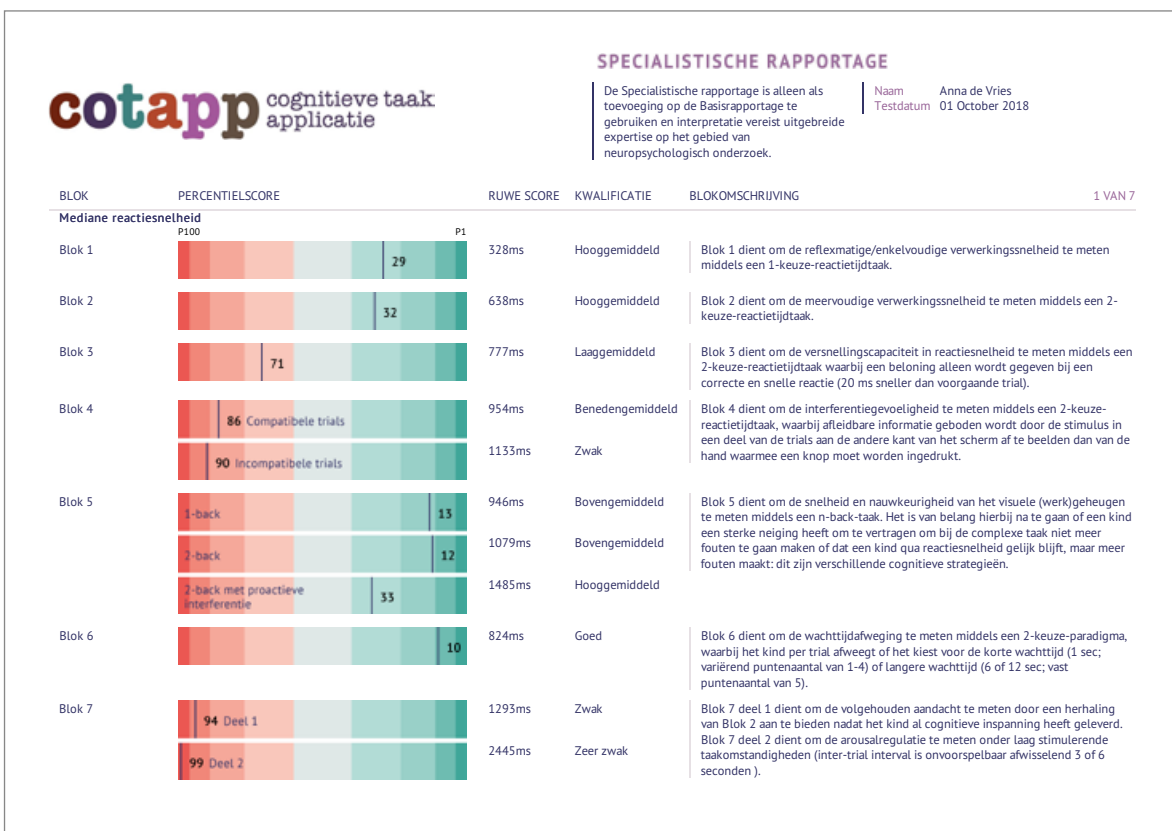 SPECIALISTISCHE RAPPORTAGE
cotapp cognitieve taak
applicatie
De Specialistische rapportage is alleen als
toevoeging op de Basisrapportage te
gebruiken en interpretatie vereist uitgebreide
expertise op het gebied van
neuropsychologisch onderzoek.
Naam Anna de Vries
Testdatum 01 October 2018
BLOK PERCENTIELSCORE RUWE SCORE KWALIFICATIE BLOKOMSCHRIJVING 1 VAN 7
Mediane reactiesnelheid
P100 P1
Blok 1 29 328ms Hooggemiddeld
Blok 1 dient om de reflexmatige/enkelvoudige verwerkingssnelheid te meten
middels een 1-keuze-reactietijdtaak.
Blok 2 32 638ms Hooggemiddeld
Blok 2 dient om de meervoudige verwerkingssnelheid te meten middels een 2-
keuze-reactietijdtaak.
Blok 3 71 777ms Laaggemiddeld
Blok 3 dient om de versnellingscapaciteit in reactiesnelheid te meten middels een
2-keuze-reactietijdtaak waarbij een beloning alleen wordt gegeven bij een
correcte en snelle reactie (20 ms sneller dan voorgaande trial).
Blok 4 86 Compatibele trials 954ms Benedengemiddeld
90 Incompatibele trials 1133ms Zwak
Blok 4 dient om de interferentiegevoeligheid te meten middels een 2-keuze-
reactietijdtaak, waarbij afleidbare informatie geboden wordt door de stimulus in
een deel van de trials aan de andere kant van het scherm af te beelden dan van de
hand waarmee een knop moet worden ingedrukt.
Blok 5 1-back 13 946ms Bovengemiddeld
2-back 12 1079ms Bovengemiddeld
2-back met proactieve
interferentie 33 1485ms Hooggemiddeld
Blok 5 dient om de snelheid en nauwkeurigheid van het visuele (werk)geheugen
te meten middels een n-back-taak. Het is van belang hierbij na te gaan of een kind
een sterke neiging heeft om te vertragen om bij de complexe taak niet meer
fouten te gaan maken of dat een kind qua reactiesnelheid gelijk blijft, maar meer
fouten maakt: dit zijn verschillende cognitieve strategieën.
Blok 6 10 824ms Goed
Blok 6 dient om de wachttijdafweging te meten middels een 2-keuze-paradigma,
waarbij het kind per trial afweegt of het kiest voor de korte wachttijd (1 sec;
variërend puntenaantal van 1-4) of langere wachttijd (6 of 12 sec; vast
puntenaantal van 5).
Blok 7 94 Deel 1 1293ms Zwak
99 Deel 2 2445ms Zeer zwak
Blok 7 deel 1 dient om de volgehouden aandacht te meten door een herhaling
van Blok 2 aan te bieden nadat het kind al cognitieve inspanning heeft geleverd.
Blok 7 deel 2 dient om de arousalregulatie te meten onder laag stimulerende
taakomstandigheden (inter-trial interval is onvoorspelbaar afwisselend 3 of 6
seconden ).